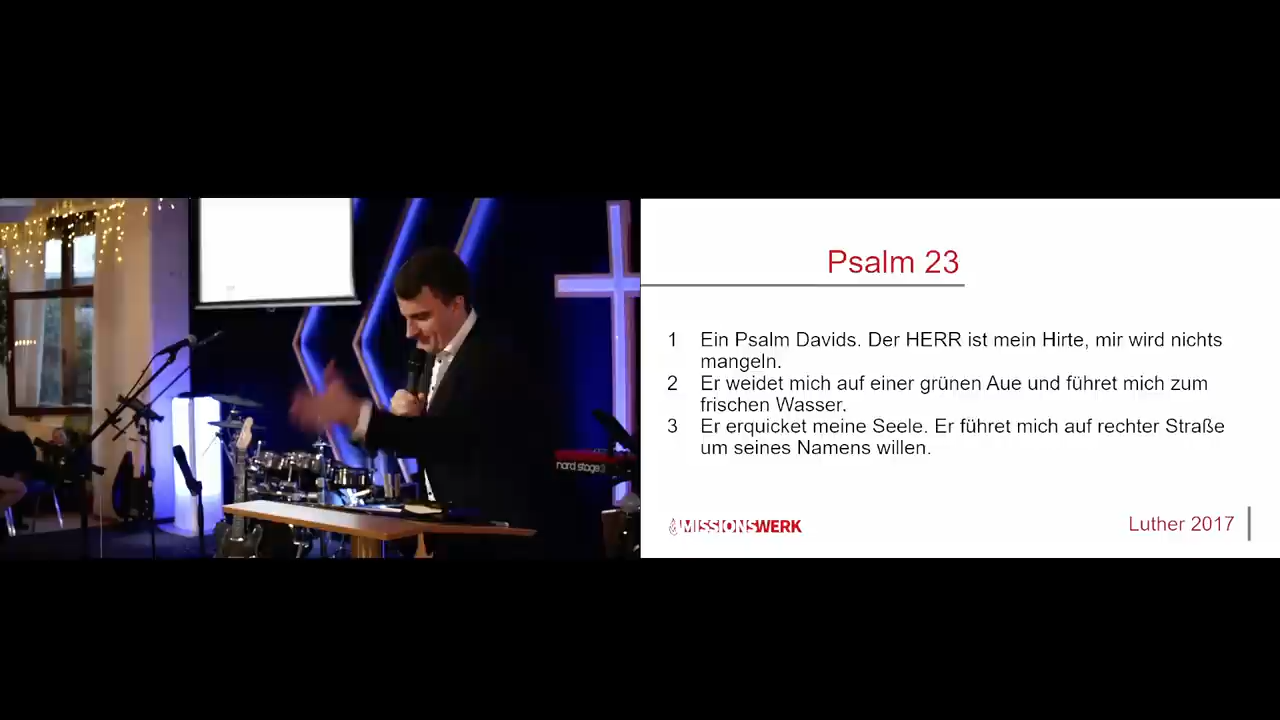 nord stage 3
Psalm 23
1 Ein Psalm Davids. Der HERR ist mein Hirte, mir wird nichts
mangeln.
2 Er weidet mich auf einer grünen Aue und führet mich zum
frischen Wasser.
3 Er erquicket meine Seele. Er führet mich auf rechter Straße
um seines Namens willen.
MISSIONSWERK
Luther 2017